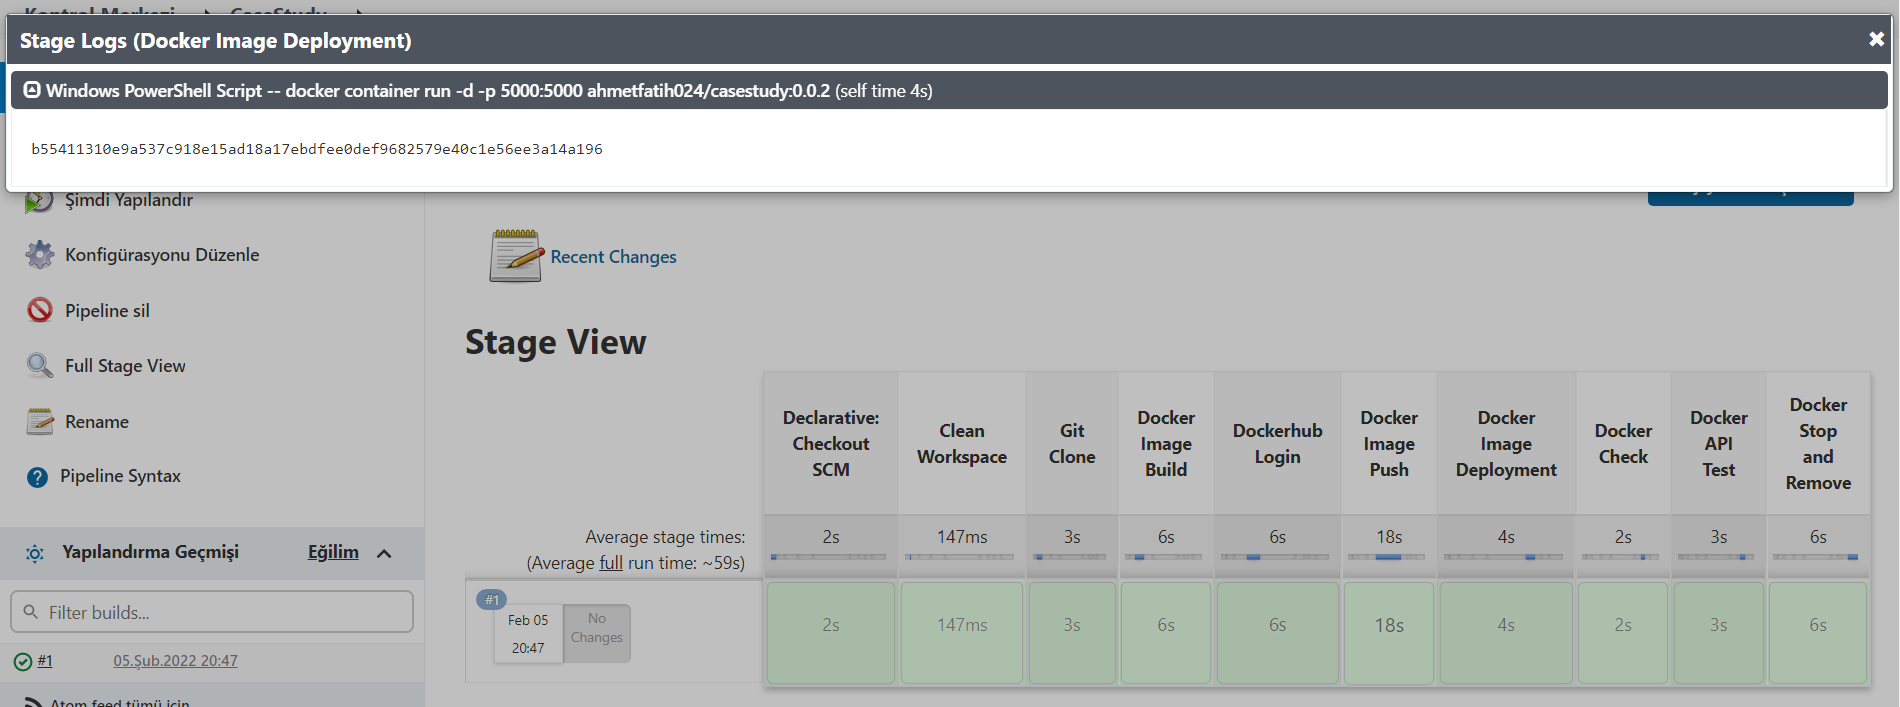 Kontrol Merkezi
CaseStudy
Stage Logs (Docker Image Deployment)
Windows PowerShell Script -- docker container run -d -p 5000:5000 ahmetfatih024/casestudy:0.0.2 (self time 4s)
b55411310e9a537c918e15ad18a17ebdfee0def9682579e40c1e56ee3a14a196
Şimdi Yapılandır
Konfigürasyonu Düzenle
Pipeline sil
Full Stage View
Rename
Pipeline Syntax
Yapılandırma Geçmişi Eğilim
Filter builds...
#1 05.Şub.2022 20:47
Atom feed tümü için
Recent Changes
Stage View
Declarative: Checkout SCM
Clean Workspace
Git Clone
Docker Image Build
Dockerhub Login
Docker Image Push
Docker Image Deployment
Docker Check
Docker API Test
Docker Stop and Remove
Average stage times: 2s 147ms 3s 6s 6s 18s 4s 2s 3s 6s
(Average full run time: ~59s)
#1
Feb 05
20:47
No
Changes
2s 147ms 3s 6s 6s 18s 4s 2s 3s 6s